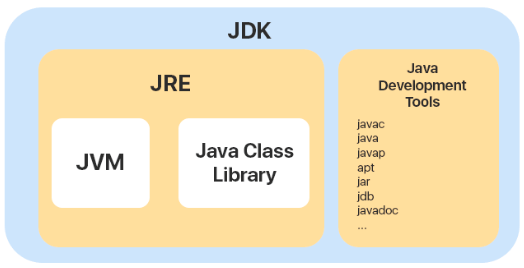 JDK
JRE
JVM
Java Class
Library
Java
Development
Tools
javac
java
javap
apt
jar
jdb
javadoc
...